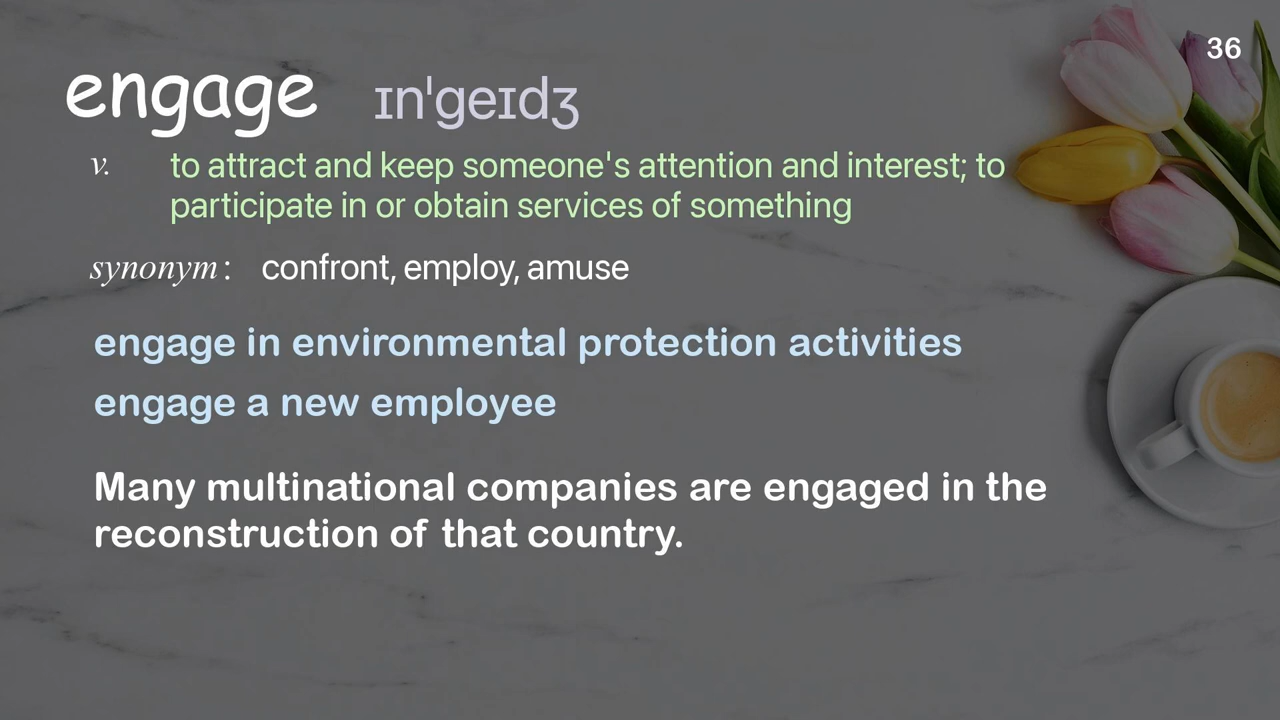 36
engage ɪn'geɪdʒ
v. to attract and keep someone's attention and interest; to
participate in or obtain services of something
synonym: confront, employ, amuse
engage in environmental protection activities
engage a new employee
Many multinational companies are engaged in the
reconstruction of that country.